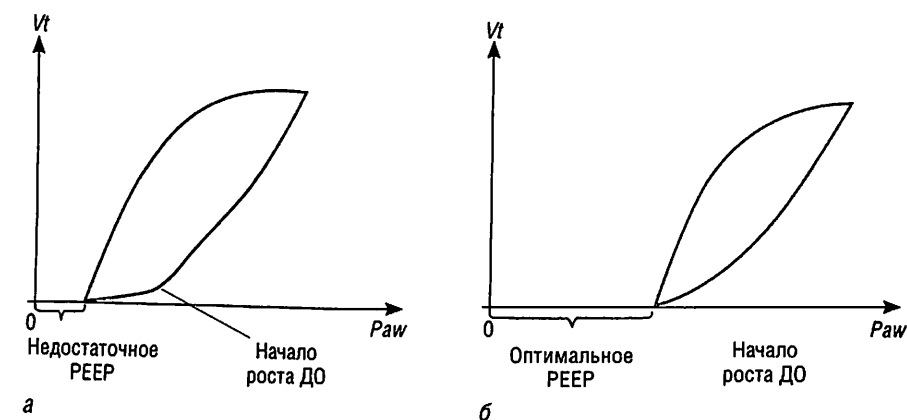 Vt
0
Paw
Недостаточное
PEEP
Начало
роста ДО
а
Vt
0
Paw
Оптимальное
PEEP
Начало
роста ДО
б